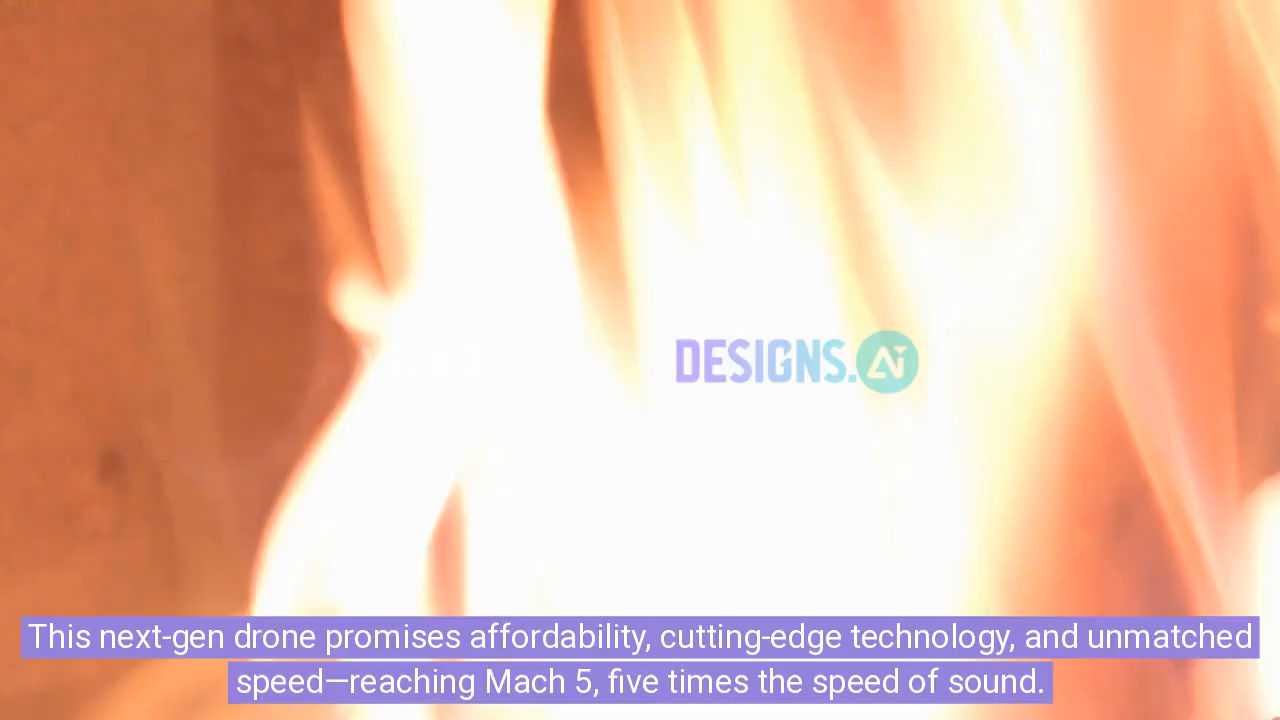 DESIGNS.Ai
This next-gen drone promises affordability, cutting-edge technology, and unmatched
speed—reaching Mach 5, five times the speed of sound.